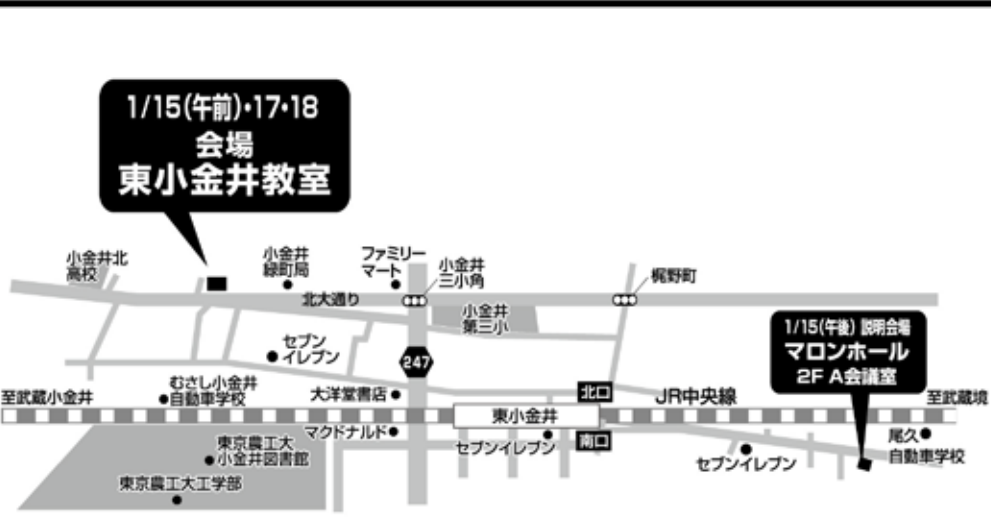 1/15(午前)・17・18
会場
東小金井教室
小金井北
高校
小金井
緑町局
ファミリー
マート
小金井
三小角
梶野町
北大通り
小金井
第三小
1/15(午後) 説明会場
マロンホール
2F A会議室
セブン
イレブン
247
むさし小金井
自動車学校
大洋堂書店
北口
JR中央線
至武蔵小金井
至武蔵境
東小金井
マクドナルド
セブンイレブン
南口
尾久
自動車学校
東京農工大
小金井図書館
セブンイレブン
東京農工大工学部